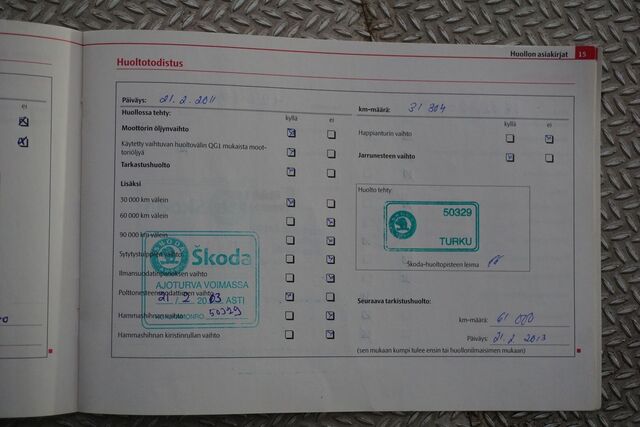 Huollon asiakirjat 15
Huoltotodistus
ei
Päiväys: 21.2.2011
km-määrä: 31 304
Huollossa tehty:
kyllä ei
kyllä ei
Moottorin öljynvaihto
Happianturin vaihto
Käytetty vaihtuvan huoltovälin QG1 mukaista moot-
toriöljyä
Jarrunesteen vaihto
Tarkastushuolto
Lisäksi
Huolto tehty:
30 000 km välein
60 000 km välein
50329
TURKU
90 000 km välein
Sytytystulppien vaihto
SKODA
Škoda
Škoda-huoltopisteen leima
Ilmansuodatinpanoksen vaihto
AJOTURVA VOIMASSA
Polttonesteensuodattimen vaihto
21 / 2 20 13 ASTI
Seuraava tarkistushuolto:
Hammashihnan vaihto
50329
km-määrä: 61 000
Hammashihnan kiristinrullan vaihto
Päiväys: 21.2 2013
(sen mukaan kumpi tulee ensin tai huollonilmaisimen mukaan)